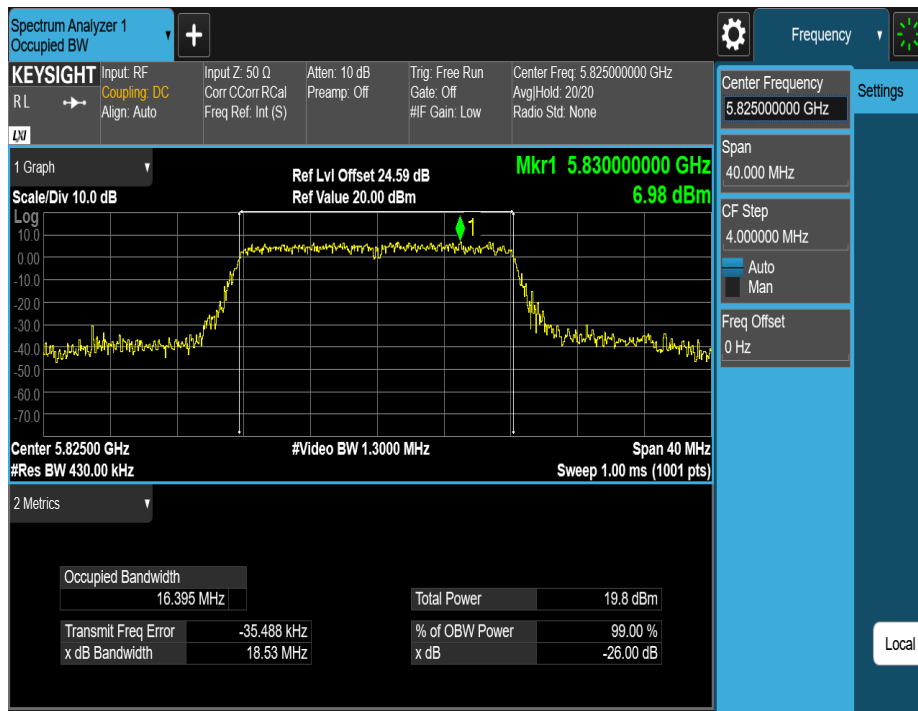 Spectrum Analyzer 1
Occupied BW
+
Frequency
KEYSIGHT
RL
LXI
Input: RF
Coupling: DC
Align: Auto
Input Z: 50 Ω
Corr CCorr RCal
Freq Ref: Int (S)
Atten: 10 dB
Preamp: Off
Trig: Free Run
Gate: Off
#IF Gain: Low
Center Freq: 5.825000000 GHz
Avg|Hold: 20/20
Radio Std: None
Center Frequency
5.825000000 GHz
Settings
Span
40.000 MHz
CF Step
4.000000 MHz
Auto
Man
Freq Offset
0 Hz
Local
1 Graph
Scale/Div 10.0 dB
Ref Lvl Offset 24.59 dB
Ref Value 20.00 dBm
Mkr1 5.830000000 GHz
6.98 dBm
Log
10.0
0.00
-10.0
-20.0
-30.0
-40.0
-50.0
-60.0
-70.0
1
Center 5.82500 GHz
#Res BW 430.00 kHz
#Video BW 1.3000 MHz
Span 40 MHz
Sweep 1.00 ms (1001 pts)
2 Metrics
Occupied Bandwidth
16.395 MHz
Total Power 19.8 dBm
Transmit Freq Error -35.488 kHz
% of OBW Power 99.00 %
x dB Bandwidth 18.53 MHz
x dB -26.00 dB